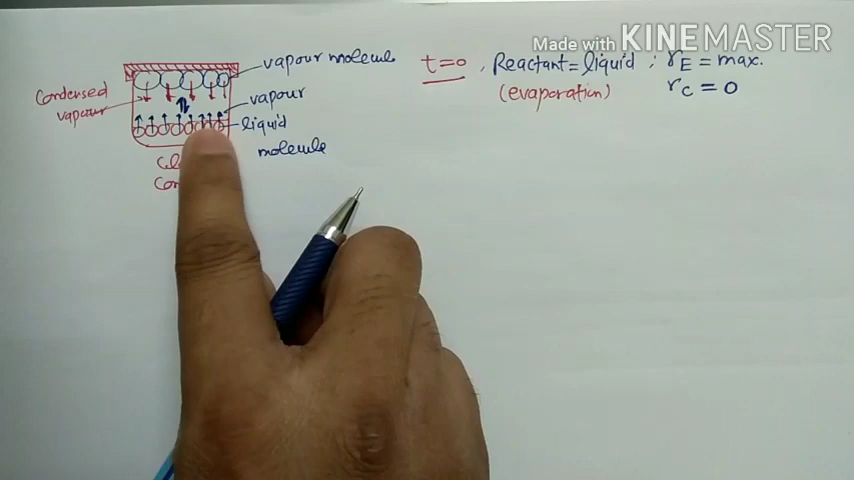 Made with KINEMASTER
vapour molecule
Condensed
vapour
vapour
liquid
molecule
t=0, Reactant=liquid; rE = max.
(evaporation) rC = 0